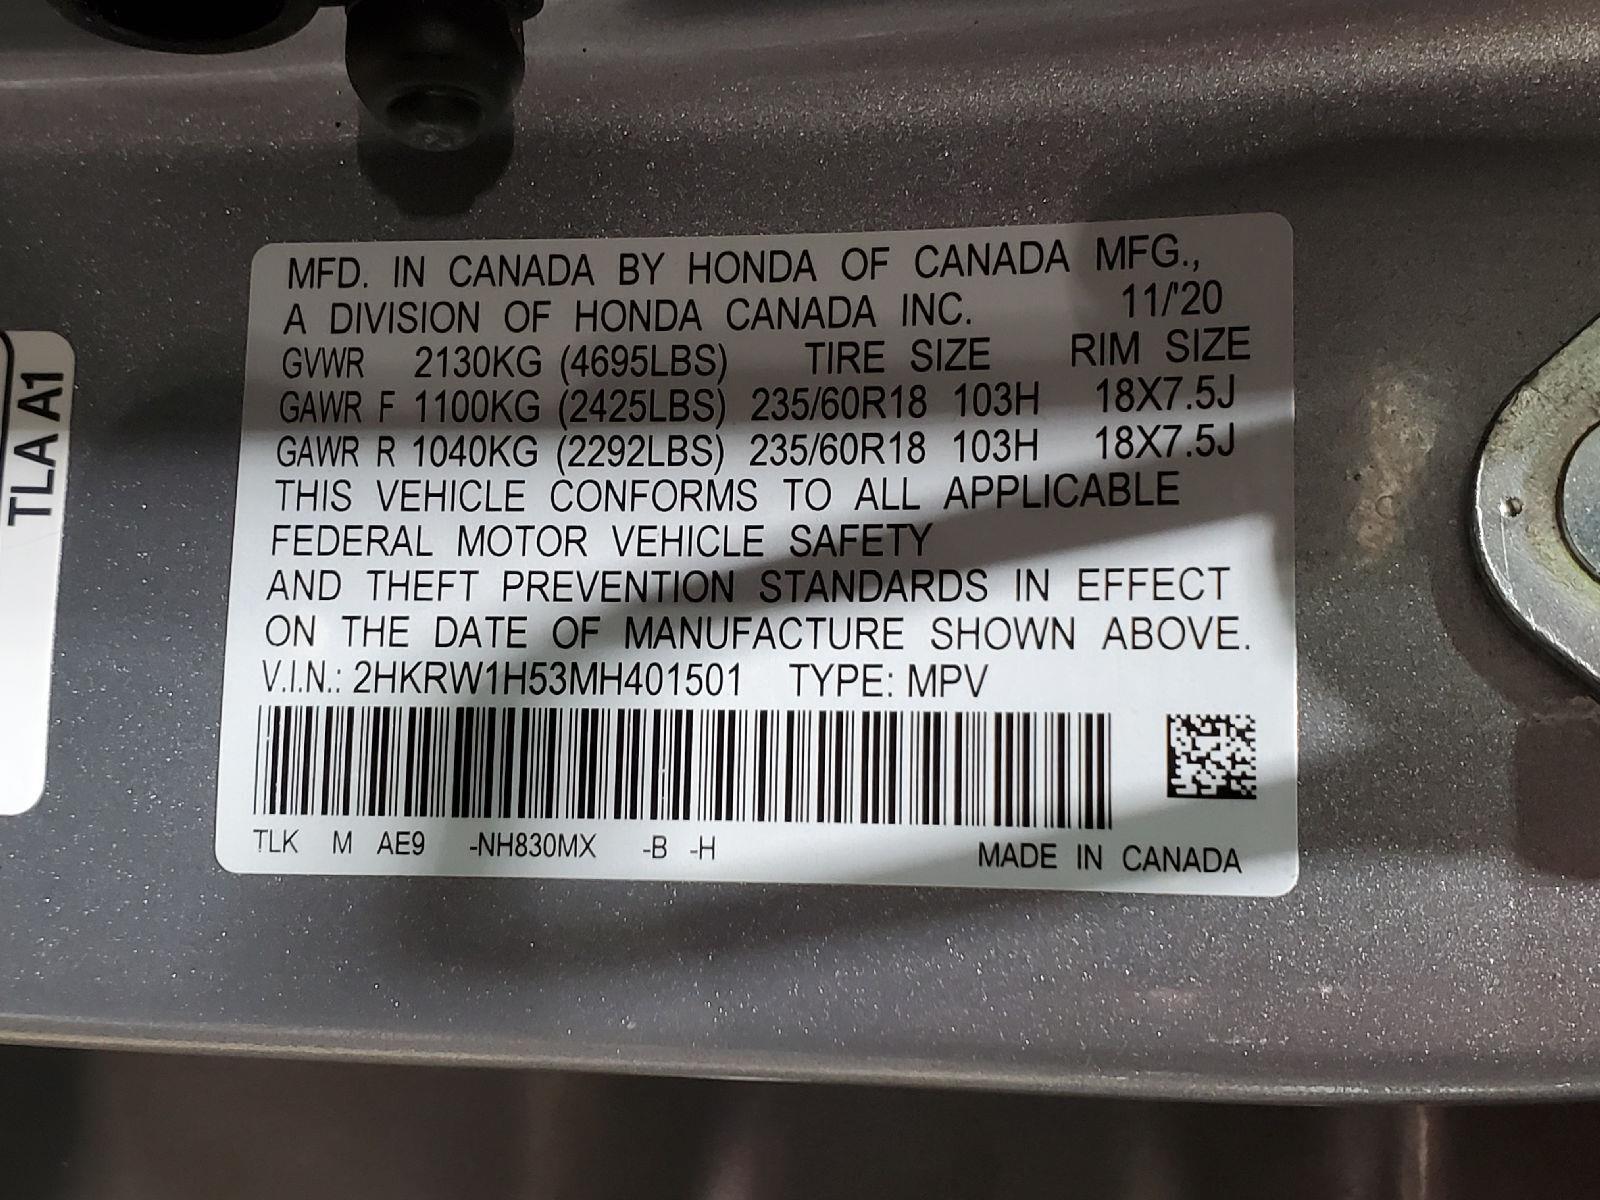 MFD. IN CANADA BY HONDA OF CANADA MFG.,
A DIVISION OF HONDA CANADA INC. 11/'20
GVWR 2130KG (4695LBS) TIRE SIZE RIM SIZE
GAWR F 1100KG (2425LBS) 235/60R18 103H 18X7.5J
GAWR R 1040KG (2292LBS) 235/60R18 103H 18X7.5J
THIS VEHICLE CONFORMS TO ALL APPLICABLE
FEDERAL MOTOR VEHICLE SAFETY
AND THEFT PREVENTION STANDARDS IN EFFECT
ON THE DATE OF MANUFACTURE SHOWN ABOVE.
V.I.N.: 2HKRW1H53MH401501 TYPE: MPV
TLK M AE9 -NH830MX -B -H MADE IN CANADA
TLA A1